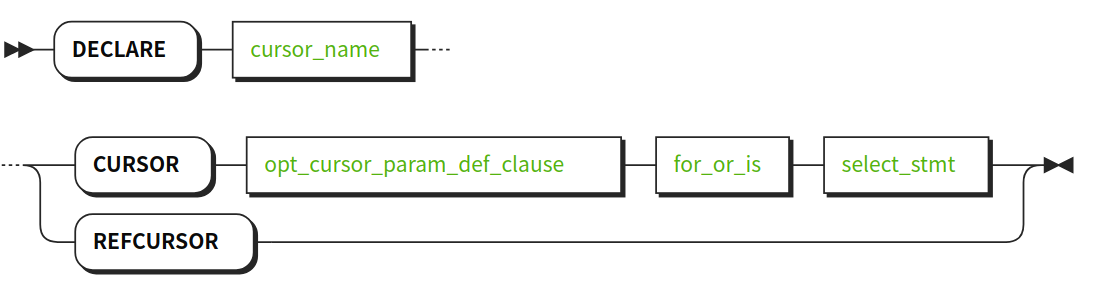 DECLARE cursor_name
CURSOR opt_cursor_param_def_clause for_or_is select_stmt
REFCURSOR